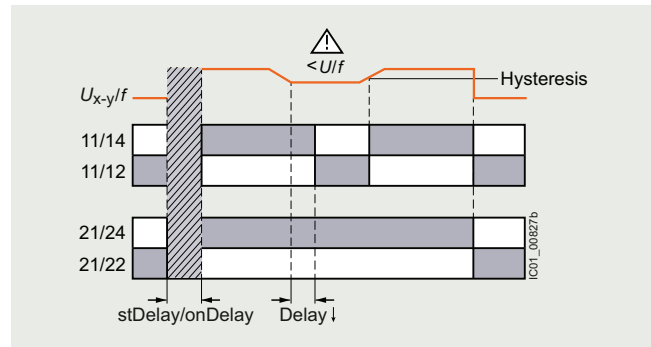 <U/f
Hysteresis
Ux-y/f
11/14
11/12
21/24
21/22
IC01_00827b
stDelay/onDelay
Delay↓